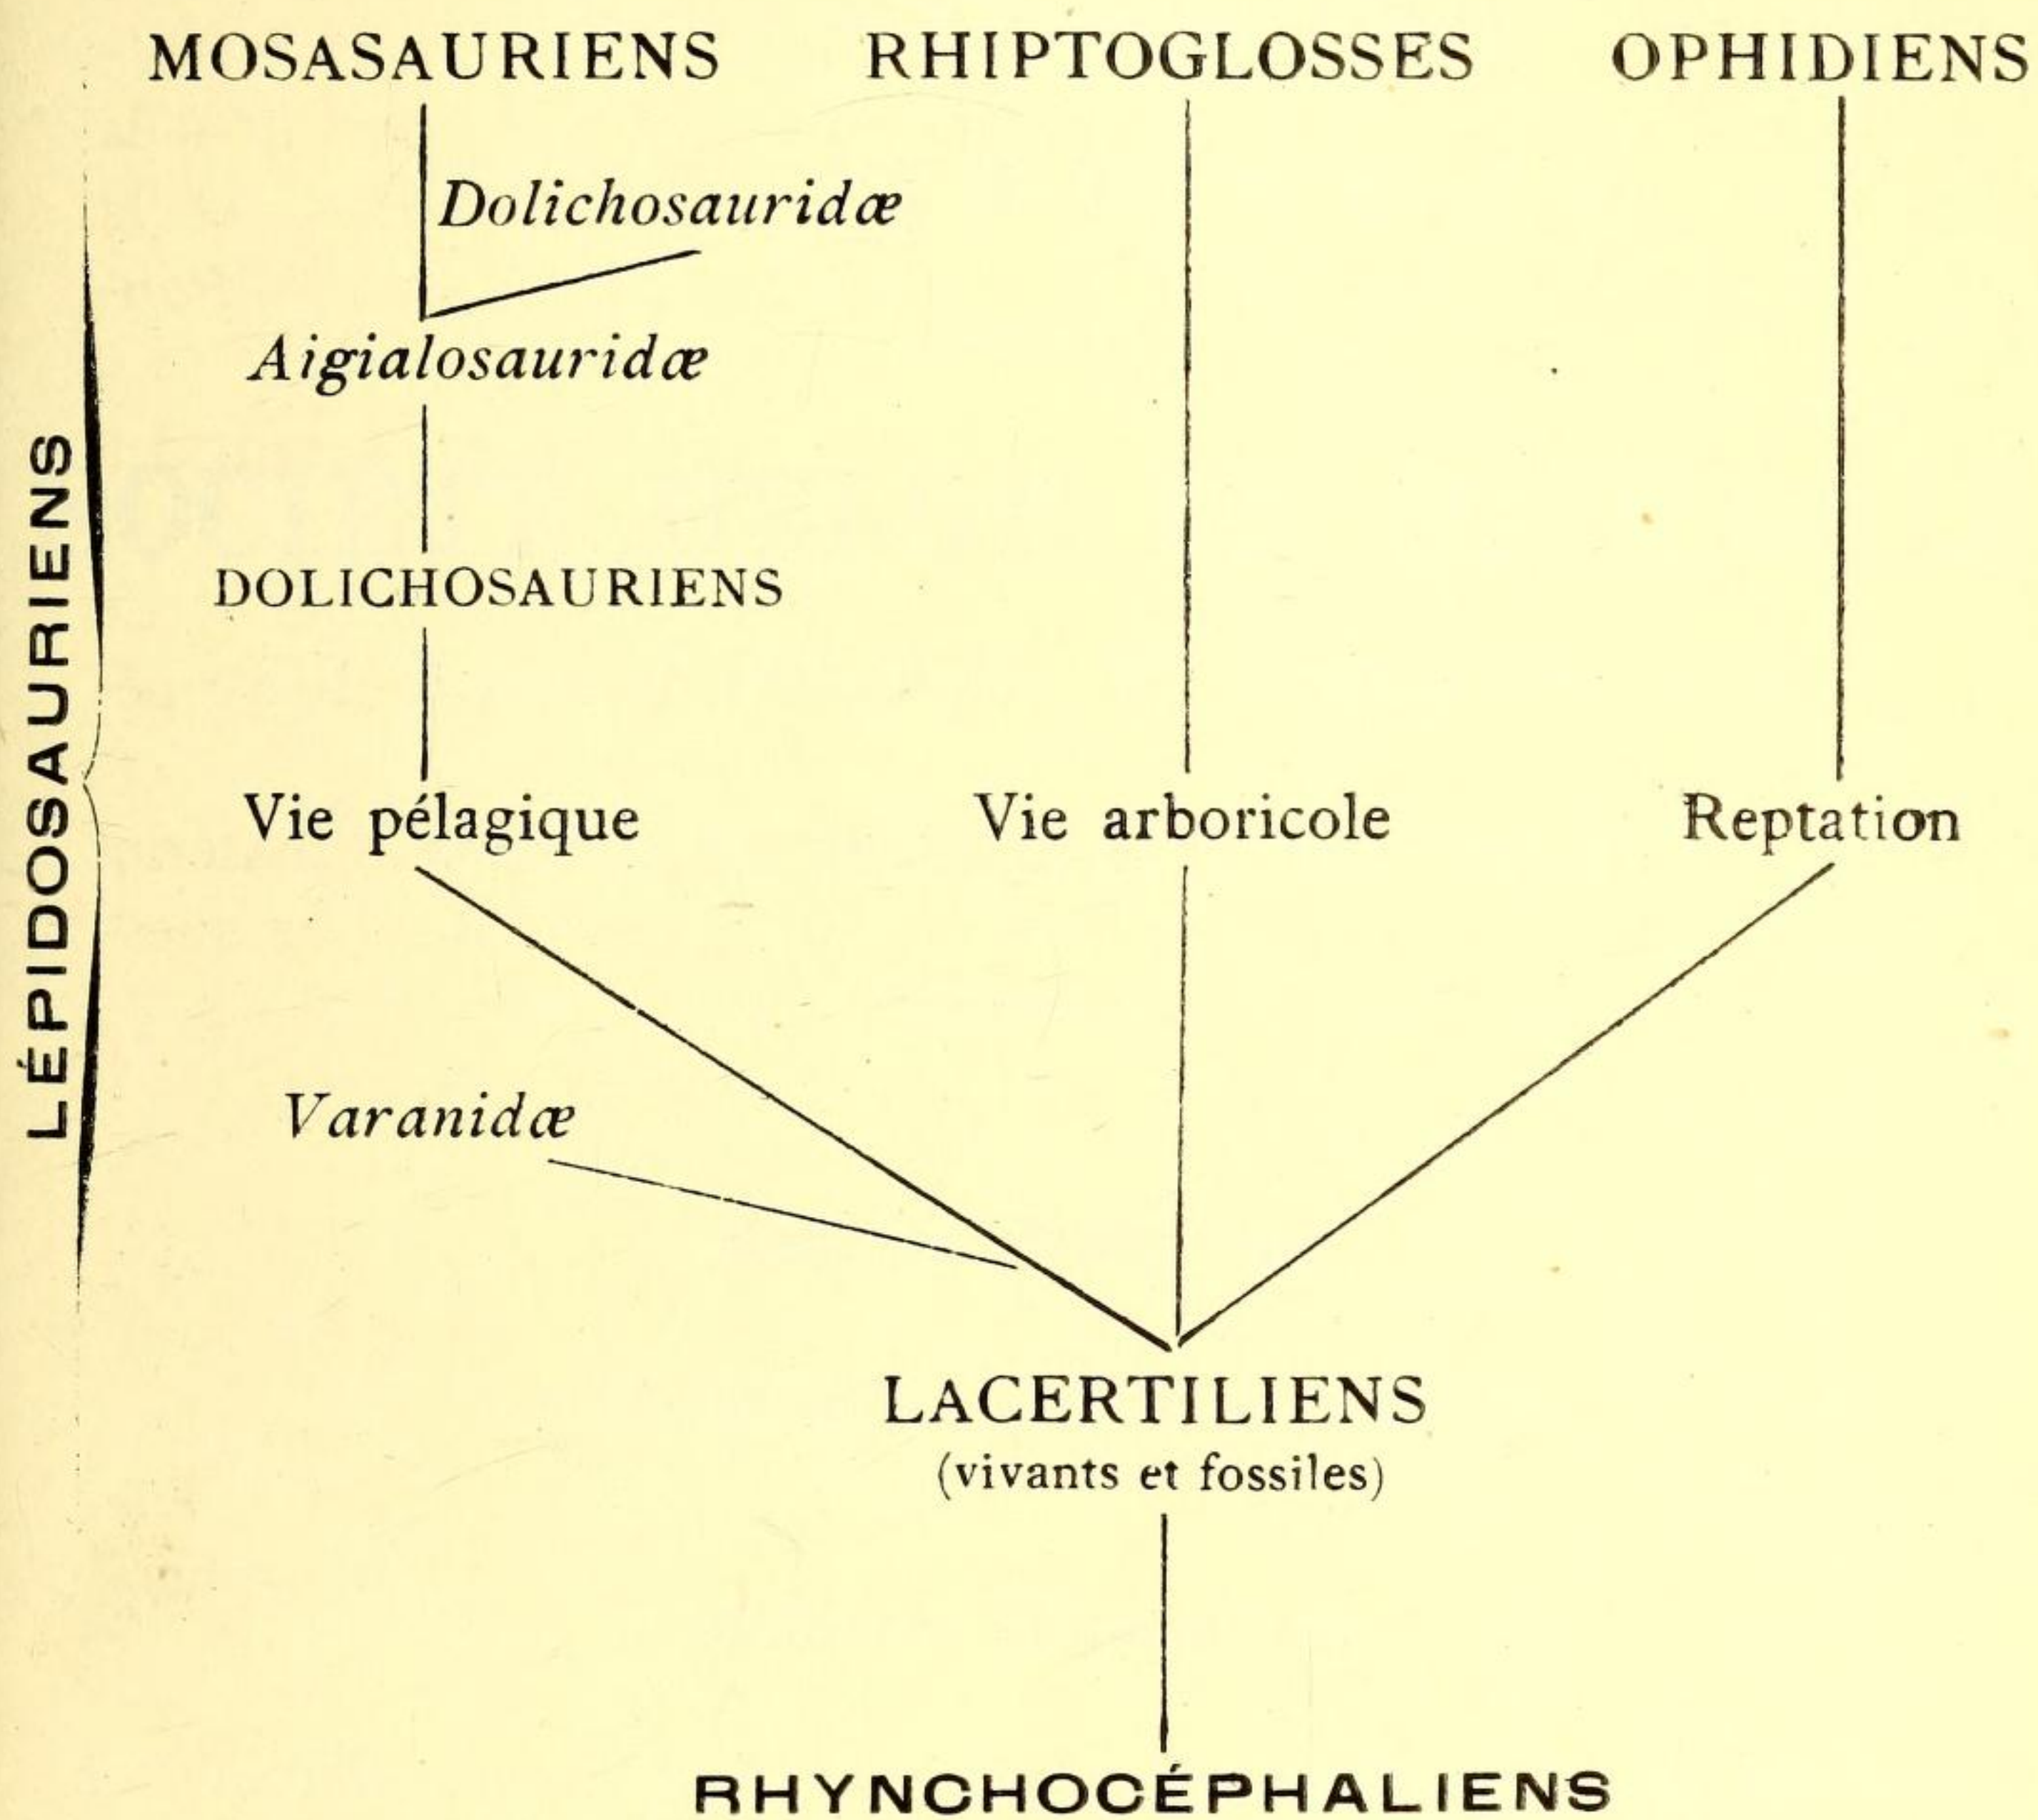 MOSASAURIENS RHIPTOGLOSSES OPHIDIENS
Dolichosauridæ
Aigialosauridæ
DOLICHOSAURIENS
LÉPIDOSAURIENS
Vie pélagique Vie arboricole Reptation
Varanidæ
LACERTILIENS
(vivants et fossiles)
RHYNCHOCÉPHALIENS